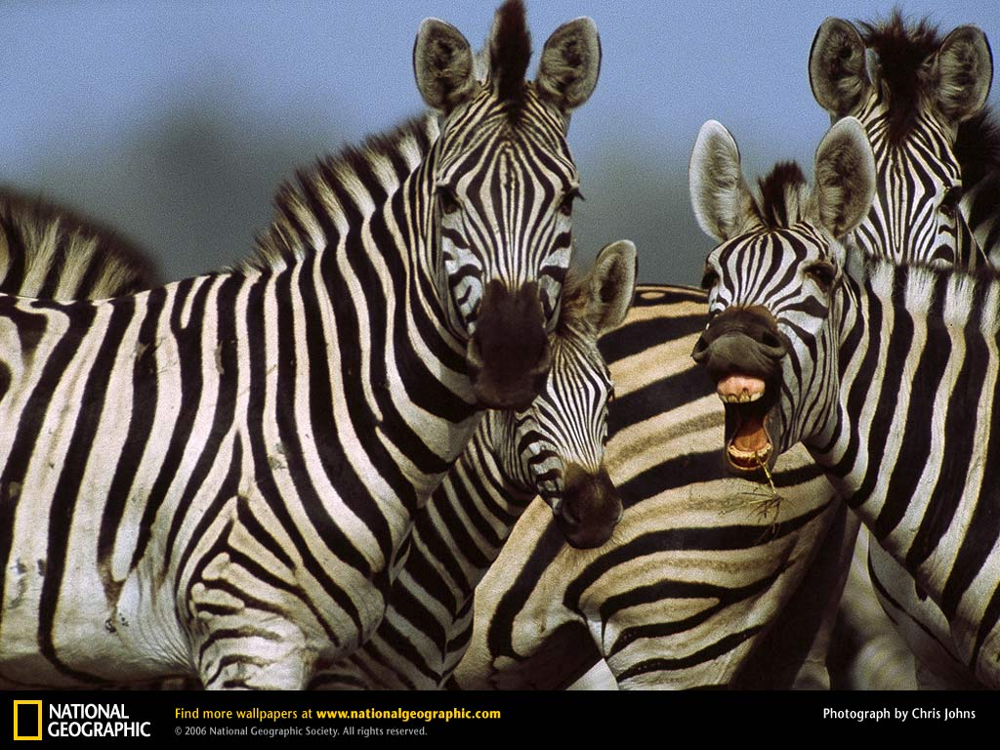 NATIONAL
GEOGRAPHIC
Find more wallpapers at www.nationalgeographic.com
© 2006 National Geographic Society. All rights reserved.
Photograph by Chris Johns